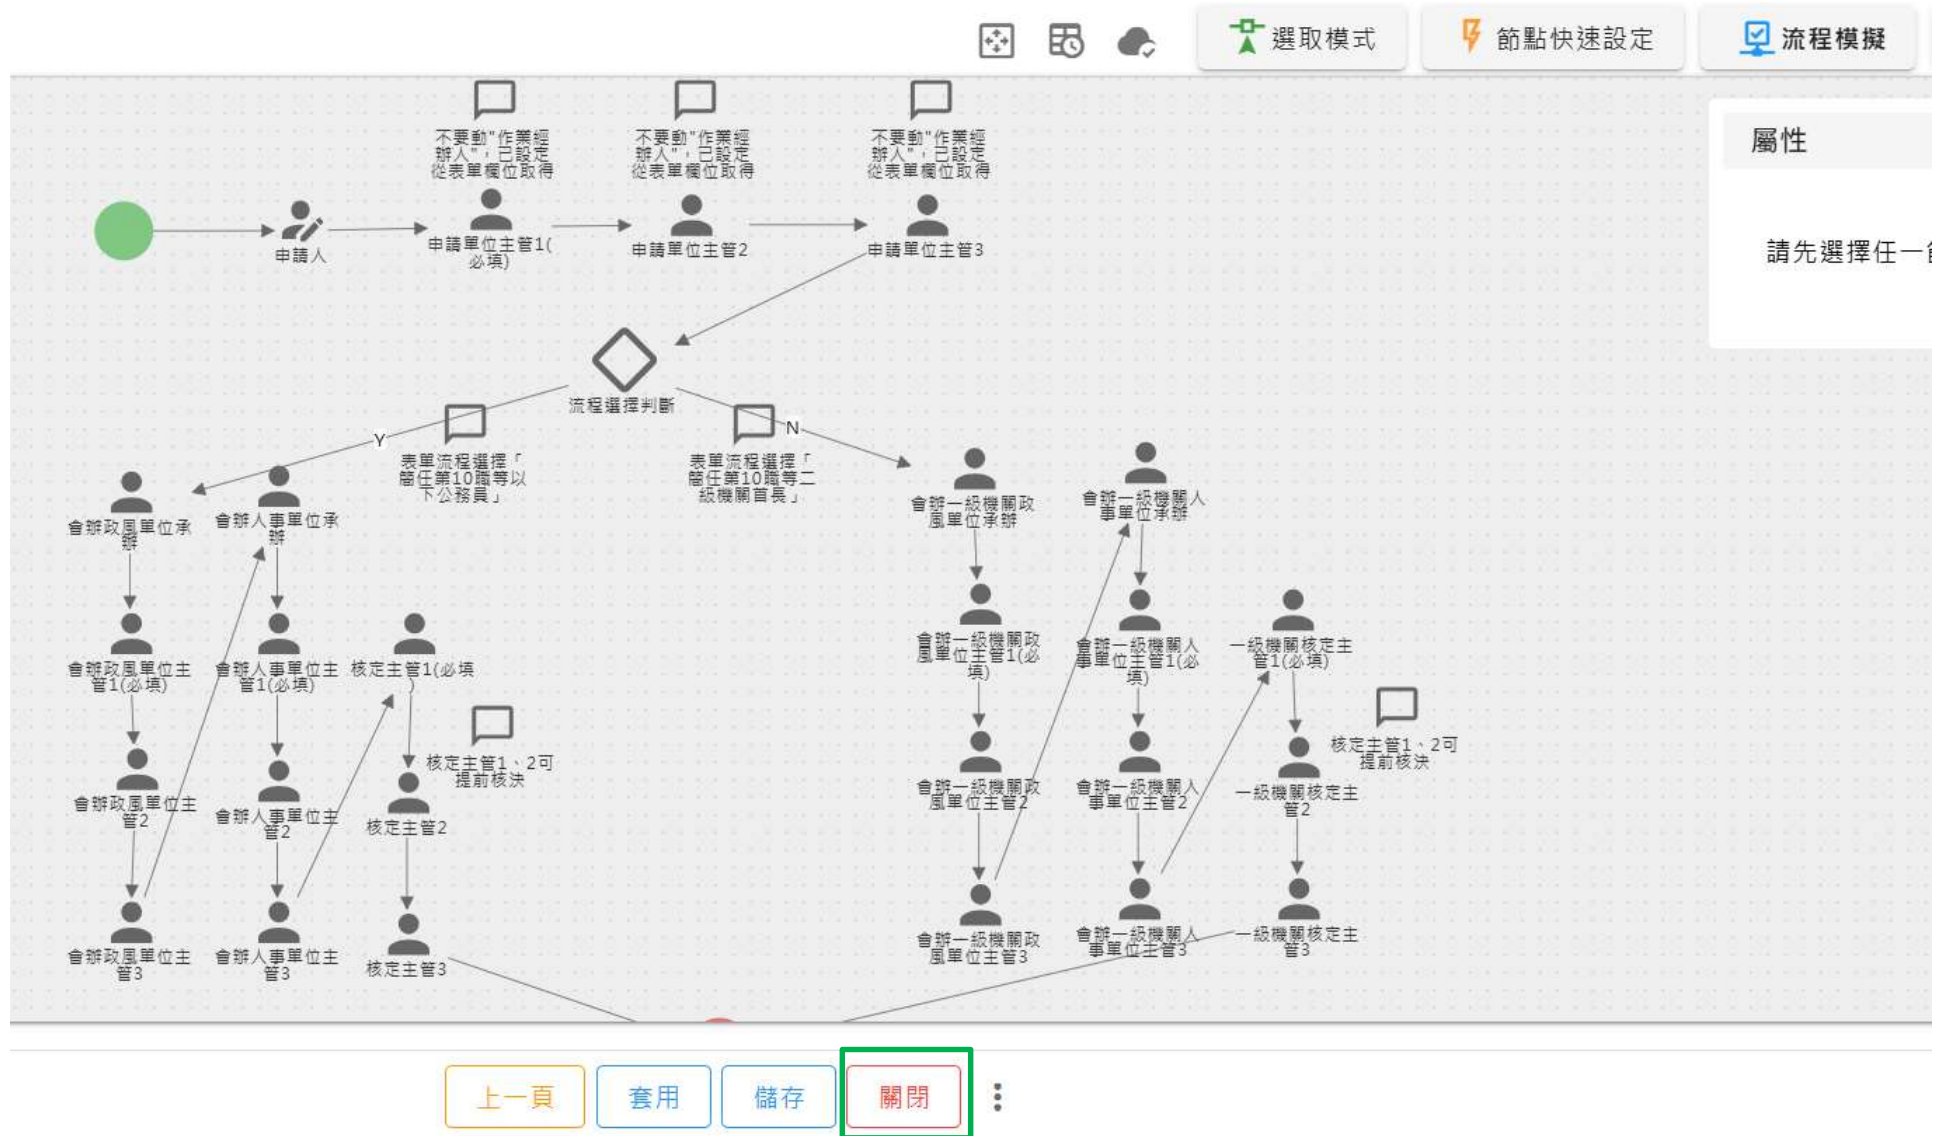 選取模式
節點快速設定
流程模擬
屬性
請先選擇任一
不要動"作業經
辦人"，已設定
從表單欄位取得
不要動"作業經
辦人"，已設定
從表單欄位取得
不要動"作業經
辦人"，已設定
從表單欄位取得
申請人
申請單位主管1(
必填)
申請單位主管2
申請單位主管3
流程選擇判斷
Y
N
表單流程選擇「
簡任第10職等以
下公務員」
表單流程選擇「
簡任第10職等二
級機關首長」
會辦政風單位承
辦
會辦人事單位承
辦
會辦一級機關政
風單位承辦
會辦一級機關人
事單位承辦
會辦政風單位主
管1(必填)
會辦人事單位主
管1(必填)
核定主管1(必填
)
會辦一級機關政
風單位主管1(必
填)
會辦一級機關人
事單位主管1(必
填)
一級機關核定主
管1(必填)
核定主管1、2可
提前核決
核定主管1、2可
提前核決
會辦政風單位主
管2
會辦人事單位主
管2
核定主管2
會辦一級機關政
風單位主管2
會辦一級機關人
事單位主管2
一級機關核定主
管2
會辦政風單位主
管3
會辦人事單位主
管3
核定主管3
會辦一級機關政
風單位主管3
會辦一級機關人
事單位主管3
一級機關核定主
管3
上一頁
套用
儲存
關閉